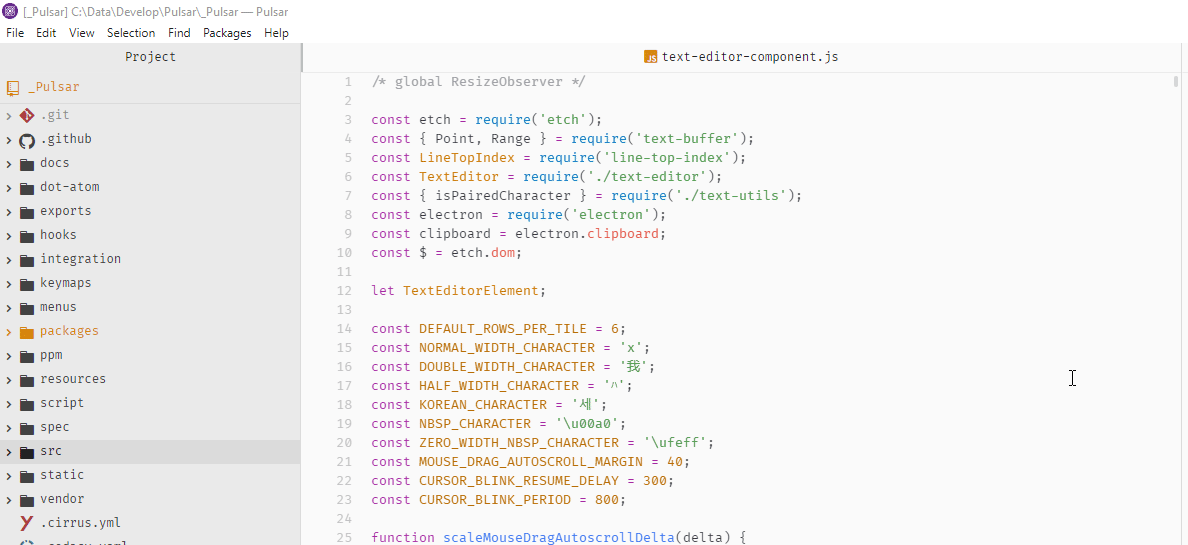 [_Pulsar] C:\Data\Develop\Pulsar\_Pulsar — Pulsar
File Edit View Selection Find Packages Help
Project
_Pulsar
.git
.github
docs
dot-atom
exports
hooks
integration
keymaps
menus
packages
ppm
resources
script
spec
src
static
vendor
.cirrus.yml
JS text-editor-component.js
1 /* global ResizeObserver */
2
3 const etch = require('etch');
4 const { Point, Range } = require('text-buffer');
5 const LineTopIndex = require('line-top-index');
6 const TextEditor = require('./text-editor');
7 const { isPairedCharacter } = require('./text-utils');
8 const electron = require('electron');
9 const clipboard = electron.clipboard;
10 const $ = etch.dom;
11
12 let TextEditorElement;
13
14 const DEFAULT_ROWS_PER_TILE = 6;
15 const NORMAL_WIDTH_CHARACTER = 'x';
16 const DOUBLE_WIDTH_CHARACTER = '我';
17 const HALF_WIDTH_CHARACTER = 'ﾊ';
18 const KOREAN_CHARACTER = '세';
19 const NBSP_CHARACTER = '\u00a0';
20 const ZERO_WIDTH_NBSP_CHARACTER = '\ufeff';
21 const MOUSE_DRAG_AUTOSCROLL_MARGIN = 40;
22 const CURSOR_BLINK_RESUME_DELAY = 300;
23 const CURSOR_BLINK_PERIOD = 800;
24
25 function scaleMouseDragAutoscrollDelta(delta) {